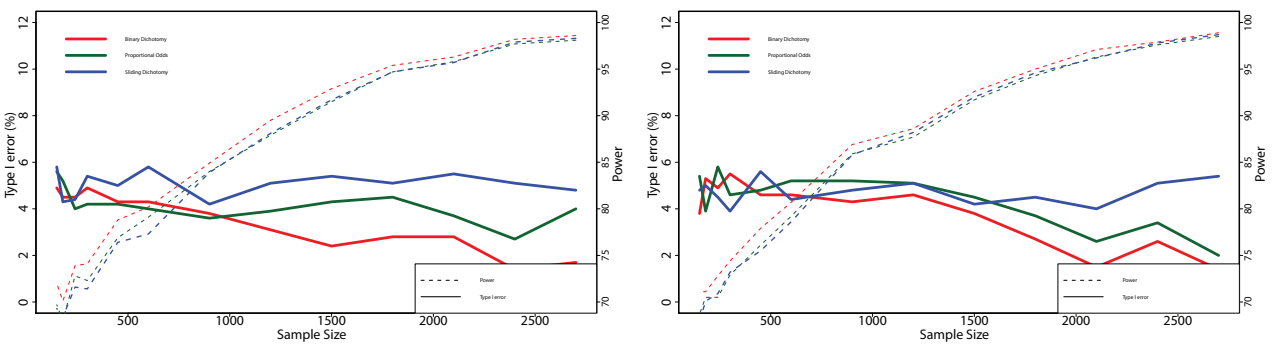 12
10
8
6
4
2
0
Type I error (%)
Binary Dichotomy
Proportional Odds
Sliding Dichotomy
100
95
90
85
80
75
70
Power
Power
Type I error
500 1000 1500 2000 2500
Sample Size
12
10
8
6
4
2
0
Type I error (%)
Binary Dichotomy
Proportional Odds
Sliding Dichotomy
100
95
90
85
80
75
70
Power
Power
Type I error
500 1000 1500 2000 2500
Sample Size